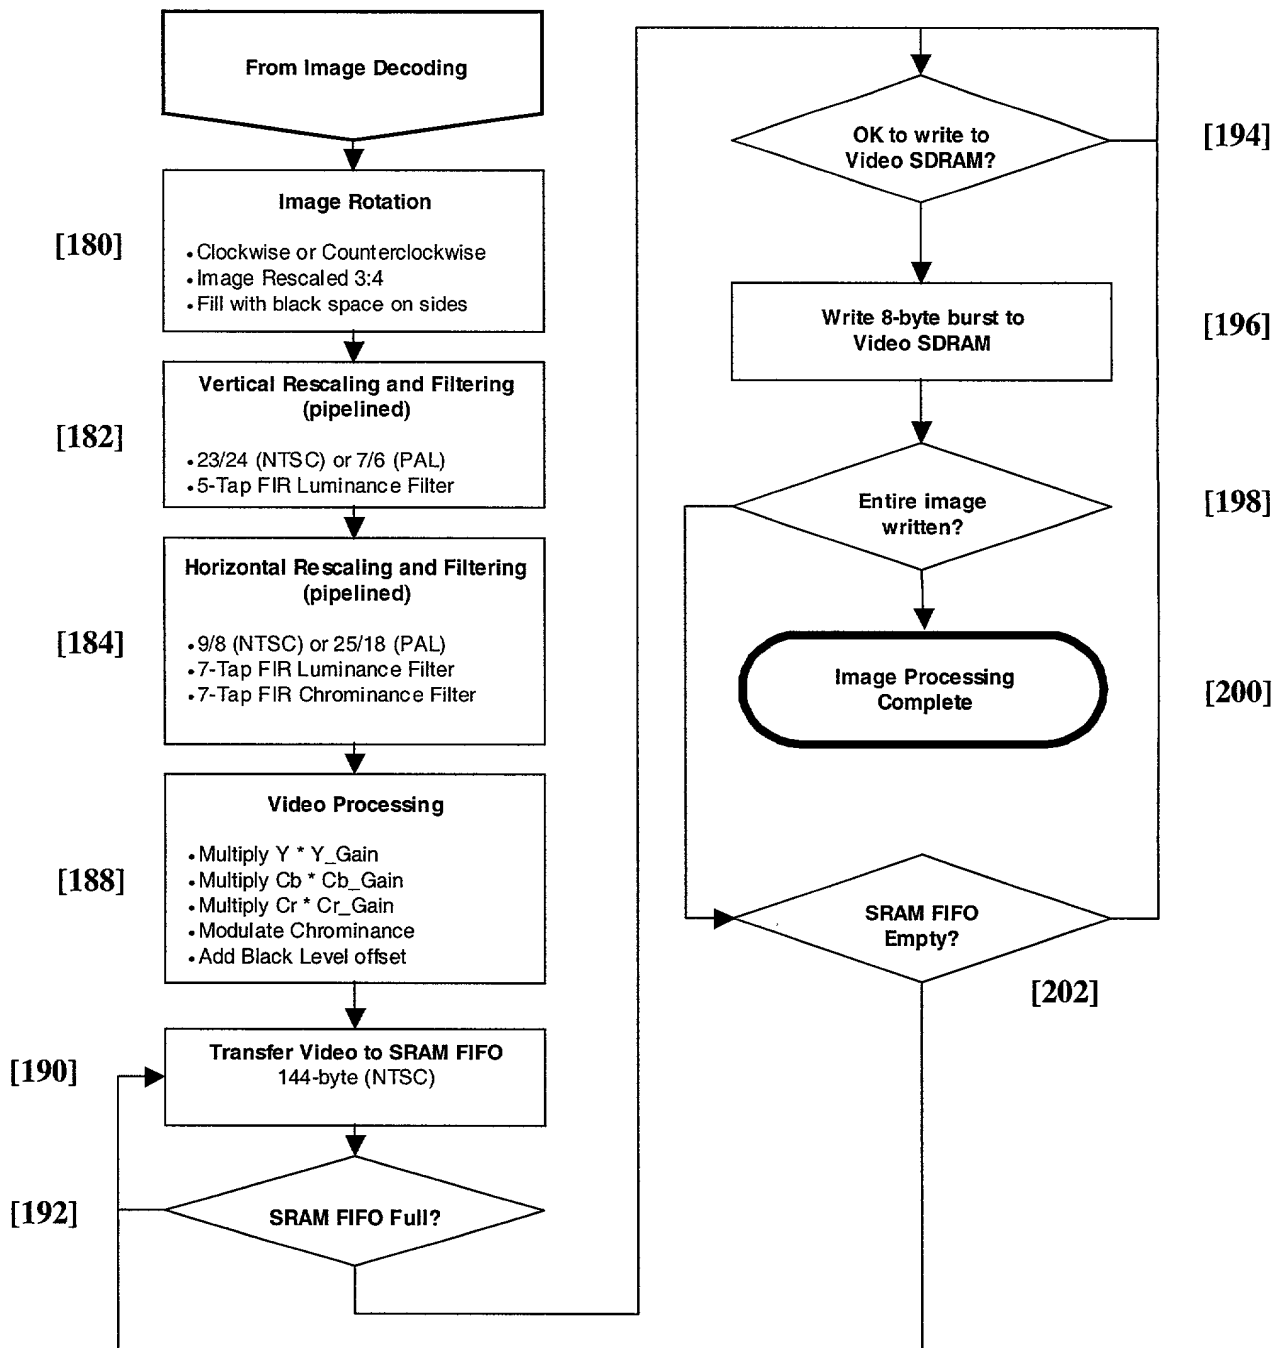 From Image Decoding
Image Rotation
[180]
• Clockwise or Counterclockwise
• Image Rescaled 3:4
• Fill with black space on sides
Vertical Rescaling and Filtering
(pipelined)
[182]
• 23/24 (NTSC) or 7/6 (PAL)
• 5-Tap FIR Luminance Filter
Horizontal Rescaling and Filtering
(pipelined)
[184]
• 9/8 (NTSC) or 25/18 (PAL)
• 7-Tap FIR Luminance Filter
• 7-Tap FIR Chrominance Filter
Video Processing
[188]
• Multiply Y * Y_Gain
• Multiply Cb * Cb_Gain
• Multiply Cr * Cr_Gain
• Modulate Chrominance
• Add Black Level offset
[190]
Transfer Video to SRAM FIFO
144-byte (NTSC)
[192]
SRAM FIFO Full?
OK to write to
Video SDRAM?
[194]
Write 8-byte burst to
Video SDRAM
[196]
Entire image
written?
[198]
Image Processing
Complete
[200]
SRAM FIFO
Empty?
[202]